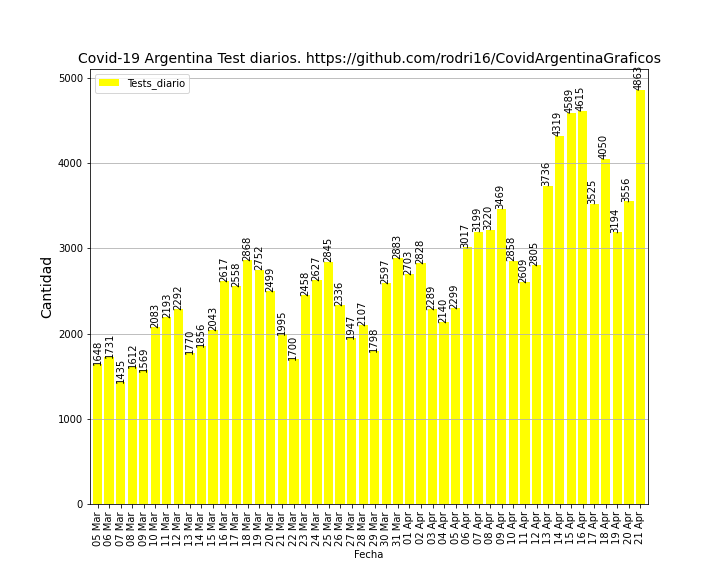 Covid-19 Argentina Test diarios. https://github.com/rodri16/CovidArgentinaGraficos
Tests_diario
Cantidad
5000
4000
3000
2000
1000
0
1648
1731
1435
1612
1569
2083
2193
2292
1770
1856
2043
2617
2558
2868
2752
2499
1995
1700
2458
2627
2845
2336
1947
2107
1798
2597
2883
2703
2828
2289
2140
2299
3017
3199
3220
3469
2858
2609
2805
3736
4319
4589
4615
3525
4050
3194
3556
4863
05 Mar
06 Mar
07 Mar
08 Mar
09 Mar
10 Mar
11 Mar
12 Mar
13 Mar
14 Mar
15 Mar
16 Mar
17 Mar
18 Mar
19 Mar
20 Mar
21 Mar
22 Mar
23 Mar
24 Mar
25 Mar
26 Mar
27 Mar
28 Mar
29 Mar
30 Mar
31 Mar
01 Apr
02 Apr
03 Apr
04 Apr
05 Apr
06 Apr
07 Apr
08 Apr
09 Apr
10 Apr
11 Apr
12 Apr
13 Apr
14 Apr
15 Apr
16 Apr
17 Apr
18 Apr
19 Apr
20 Apr
21 Apr
Fecha